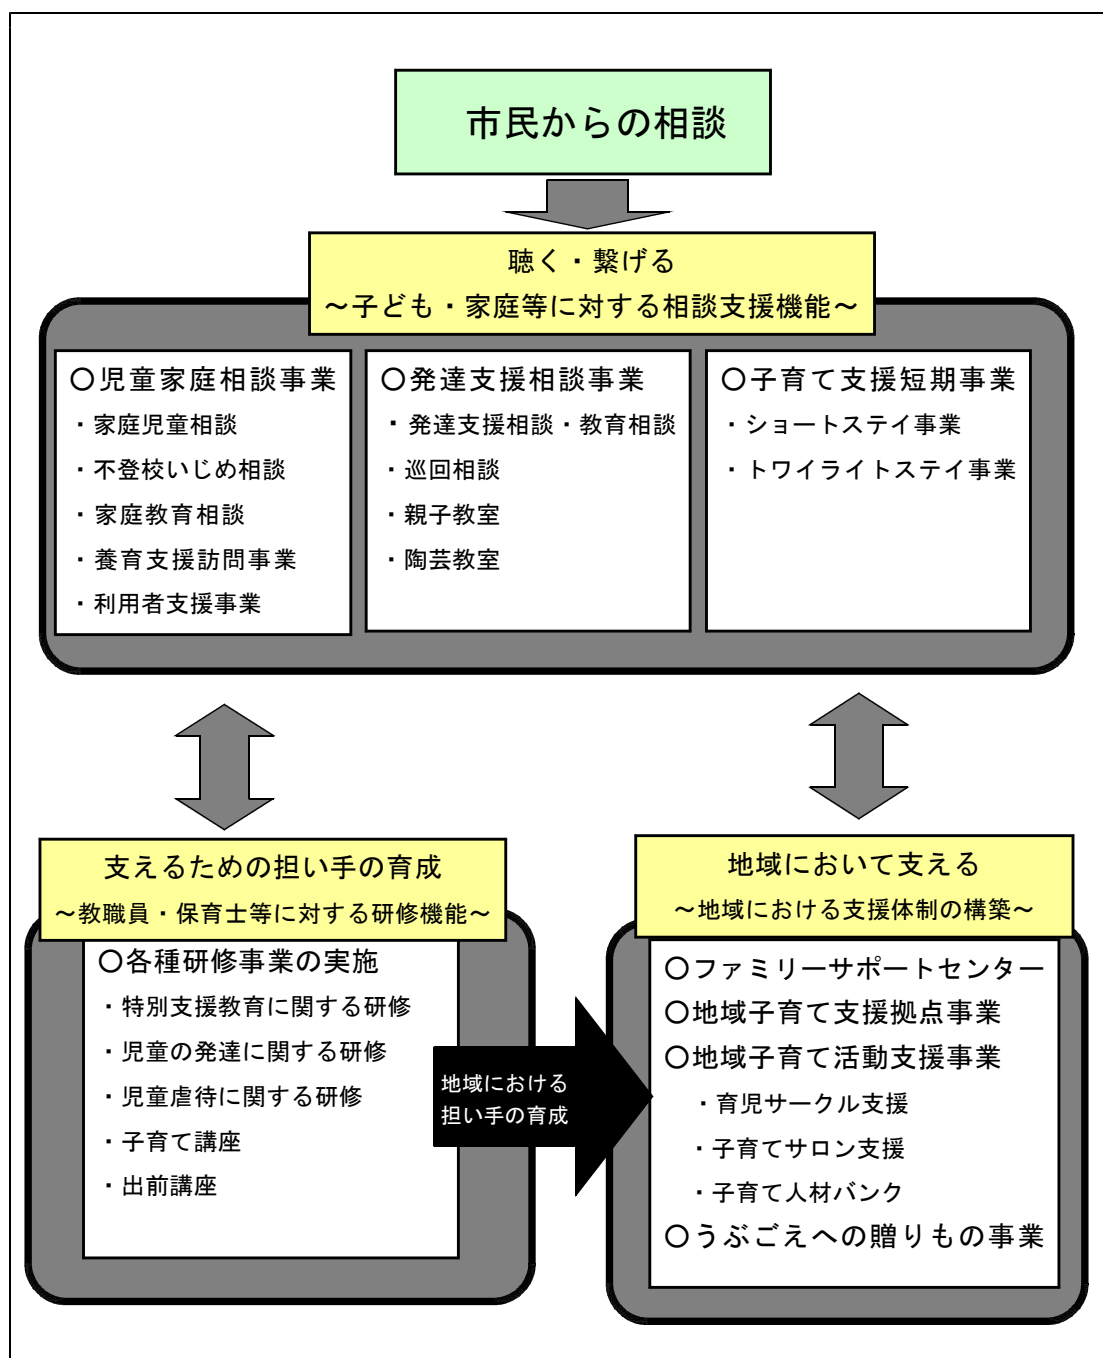 市民からの相談
聴く・繋げる
～子ども・家庭等に対する相談支援機能～
〇児童家庭相談事業
・家庭児童相談
・不登校いじめ相談
・家庭教育相談
・養育支援訪問事業
・利用者支援事業
〇発達支援相談事業
・発達支援相談・教育相談
・巡回相談
・親子教室
・陶芸教室
〇子育て支援短期事業
・ショートステイ事業
・トワイライトステイ事業
支えるための担い手の育成
～教職員・保育士等に対する研修機能～
〇各種研修事業の実施
・特別支援教育に関する研修
・児童の発達に関する研修
・児童虐待に関する研修
・子育て講座
・出前講座
地域における
担い手の育成
地域において支える
～地域における支援体制の構築～
〇ファミリーサポートセンター
〇地域子育て支援拠点事業
〇地域子育て活動支援事業
・育児サークル支援
・子育てサロン支援
・子育て人材バンク
〇うぶごえへの贈りもの事業